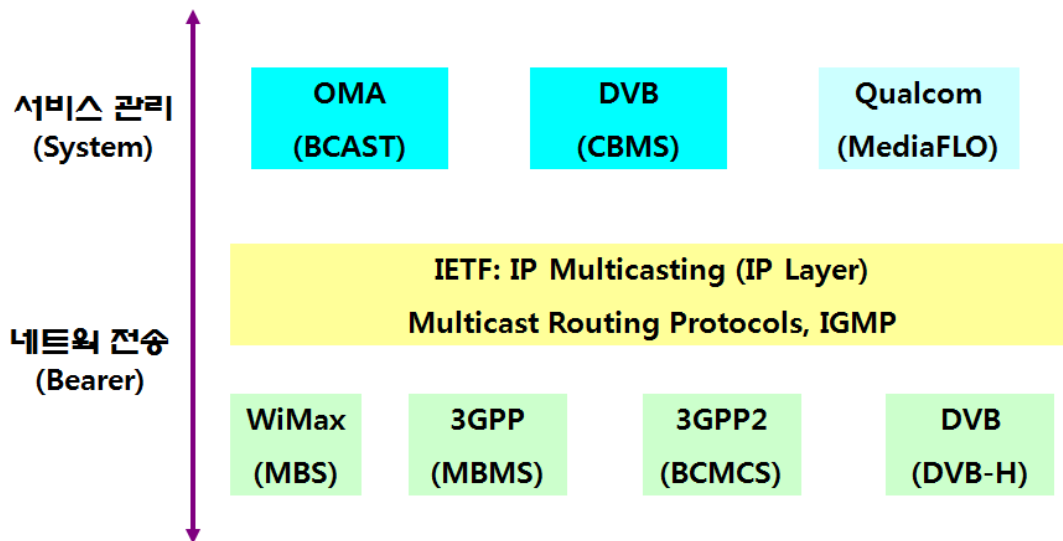 서비스 관리
(System)
OMA
(BCAST)
DVB
(CBMS)
Qualcom
(MediaFLO)
IETF: IP Multicasting (IP Layer)
Multicast Routing Protocols, IGMP
네트웍 전송
(Bearer)
WiMax
(MBS)
3GPP
(MBMS)
3GPP2
(BCMCS)
DVB
(DVB-H)